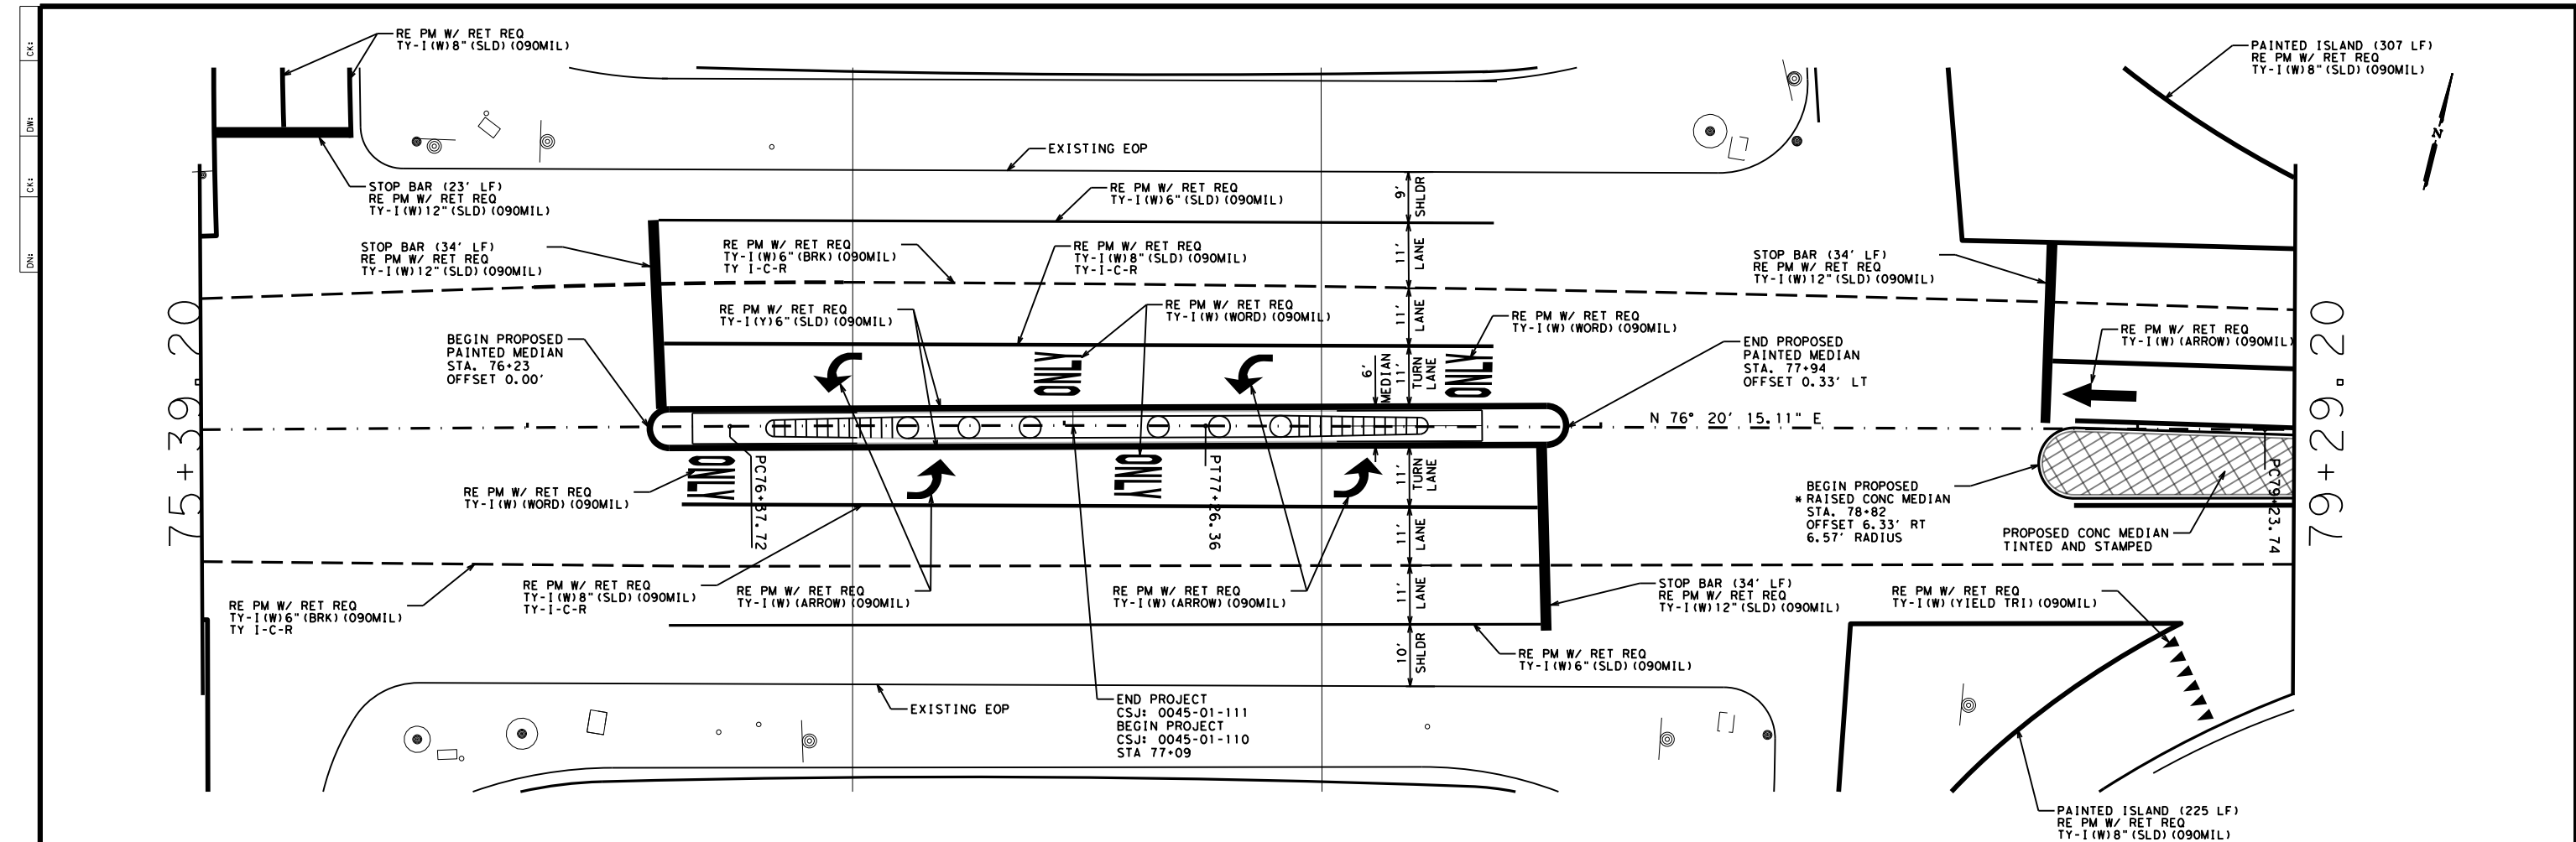 CK:
DW:
CK:
DN:
RE PM W/ RET REQ
TY-I(W)8"(SLD)(090MIL)
PAINTED ISLAND (307 LF)
RE PM W/ RET REQ
TY-I(W)8"(SLD)(090MIL)
N
EXISTING EOP
STOP BAR (23' LF)
RE PM W/ RET REQ
TY-I(W)12"(SLD)(090MIL)
RE PM W/ RET REQ
TY-I(W)6"(SLD)(090MIL)
9'
SHLDR
STOP BAR (34' LF)
RE PM W/ RET REQ
TY-I(W)12"(SLD)(090MIL)
RE PM W/ RET REQ
TY-I(W)6"(BRK)(090MIL)
TY I-C-R
RE PM W/ RET REQ
TY-I(W)8"(SLD)(090MIL)
TY-I-C-R
11'
LANE
STOP BAR (34' LF)
RE PM W/ RET REQ
TY-I(W)12"(SLD)(090MIL)
75+39.20
RE PM W/ RET REQ
TY-I(Y)6"(SLD)(090MIL)
RE PM W/ RET REQ
TY-I(W)(WORD)(090MIL)
11'
LANE
RE PM W/ RET REQ
TY-I(W)(WORD)(090MIL)
RE PM W/ RET REQ
TY-I(W)(ARROW)(090MIL)
79+29.20
BEGIN PROPOSED
PAINTED MEDIAN
STA. 76+23
OFFSET 0.00'
ONLY
6'
MEDIAN
11'
TURN
LANE
ONLY
END PROPOSED
PAINTED MEDIAN
STA. 77+94
OFFSET 0.33' LT
N 76° 20' 15.11" E
ONLY
PC76+37.72
ONLY
PT77+26.36
11'
TURN
LANE
PC79+23.74
RE PM W/ RET REQ
TY-I(W)(WORD)(090MIL)
BEGIN PROPOSED
* RAISED CONC MEDIAN
STA. 78+82
OFFSET 6.33' RT
6.57' RADIUS
PROPOSED CONC MEDIAN
TINTED AND STAMPED
11'
LANE
RE PM W/ RET REQ
TY-I(W)6"(BRK)(090MIL)
TY I-C-R
RE PM W/ RET REQ
TY-I(W)8"(SLD)(090MIL)
TY-I-C-R
RE PM W/ RET REQ
TY-I(W)(ARROW)(090MIL)
RE PM W/ RET REQ
TY-I(W)(ARROW)(090MIL)
11'
LANE
STOP BAR (34' LF)
RE PM W/ RET REQ
TY-I(W)12"(SLD)(090MIL)
RE PM W/ RET REQ
TY-I(W)(YIELD TRI)(090MIL)
10'
SHLDR
RE PM W/ RET REQ
TY-I(W)6"(SLD)(090MIL)
EXISTING EOP
END PROJECT
CSJ: 0045-01-111
BEGIN PROJECT
CSJ: 0045-01-110
STA 77+09
PAINTED ISLAND (225 LF)
RE PM W/ RET REQ
TY-I(W)8"(SLD)(090MIL)